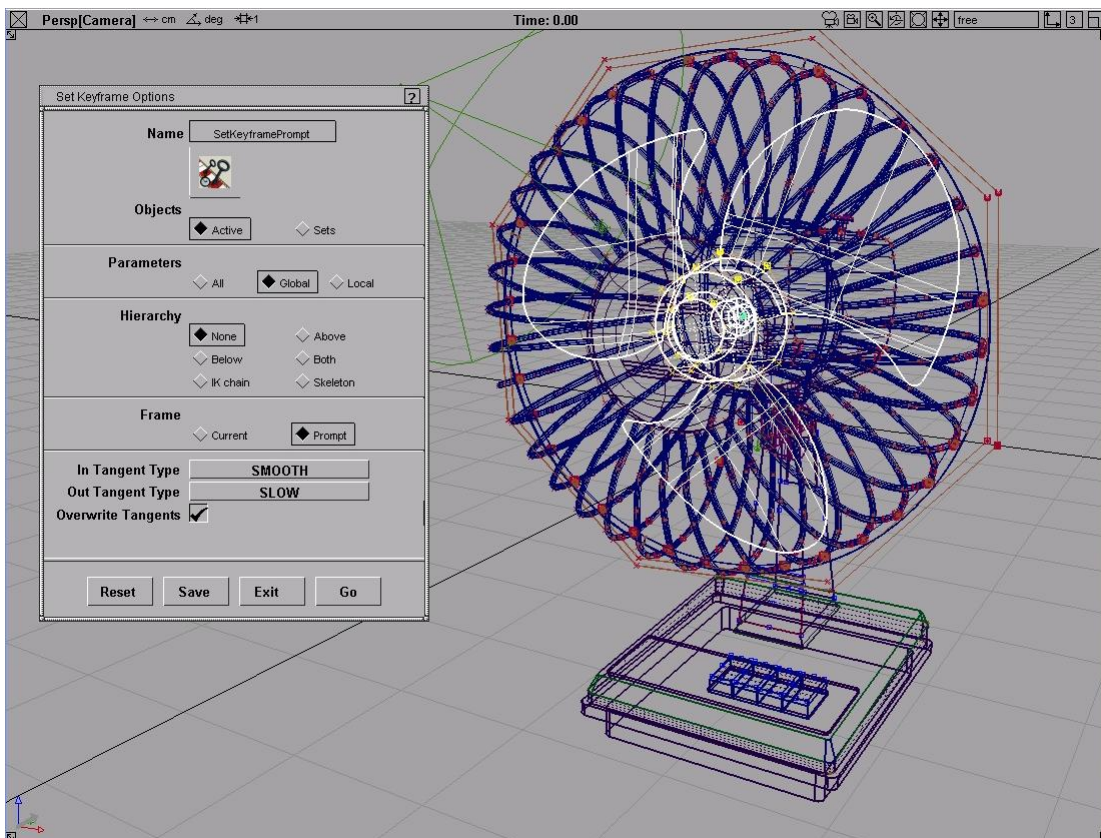 Persp[Camera] cm deg 1 Time: 0.00 free 3
Set Keyframe Options ?
Name SetKeyframePrompt
Objects
Active Sets
Parameters
All Global Local
Hierarchy
None Above
Below Both
IK chain Skeleton
Frame
Current Prompt
In Tangent Type SMOOTH
Out Tangent Type SLOW
Overwrite Tangents
Reset Save Exit Go